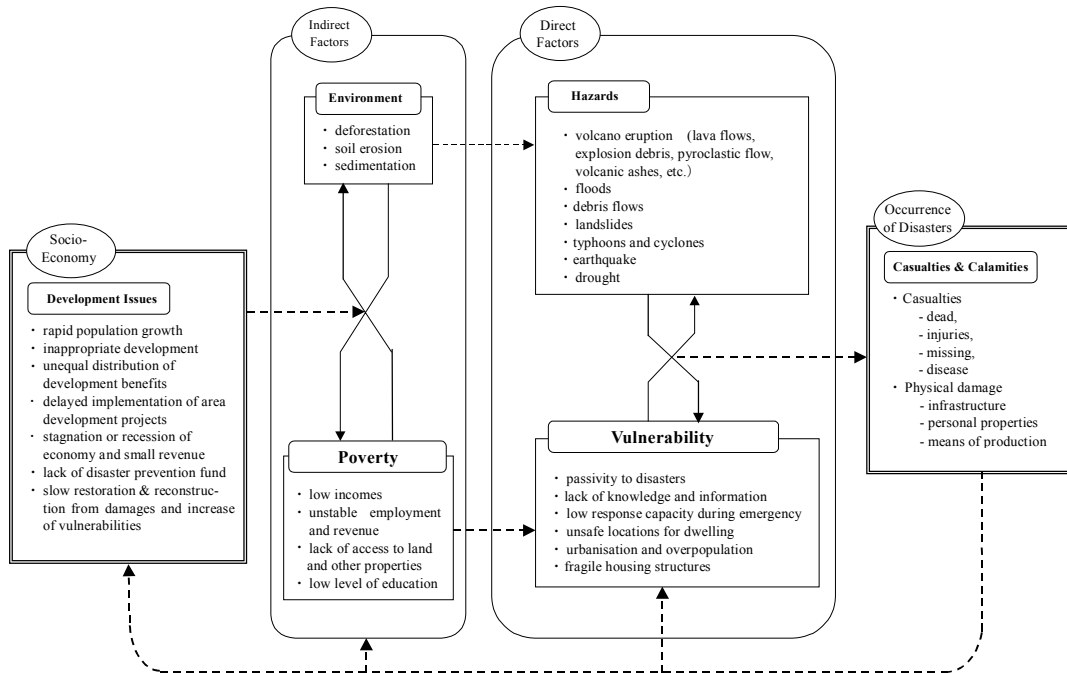 Indirect
Factors
Direct
Factors
Environment
・ deforestation
・ soil erosion
・ sedimentation
Hazards
・ volcano eruption （lava flows,
explosion debris, pyroclastic flow,
volcanic ashes, etc.）
・ floods
・ debris flows
・ landslides
・ typhoons and cyclones
・ earthquake
・ drought
Socio-
Economy
Development Issues
・ rapid population growth
・ inappropriate development
・ unequal distribution of
development benefits
・ delayed implementation of area
development projects
・ stagnation or recession of
economy and small revenue
・ lack of disaster prevention fund
・ slow restoration & reconstruc-
tion from damages and increase
of vulnerabilities
Poverty
・ low incomes
・ unstable employment
and revenue
・ lack of access to land
and other properties
・ low level of education
Vulnerability
・ passivity to disasters
・ lack of knowledge and information
・ low response capacity during emergency
・ unsafe locations for dwelling
・ urbanisation and overpopulation
・ fragile housing structures
Occurrence
of Disasters
Casualties & Calamities
・ Casualties
- dead,
- injuries,
- missing,
- disease
・ Physical damage
- infrastructure
- personal properties
- means of production